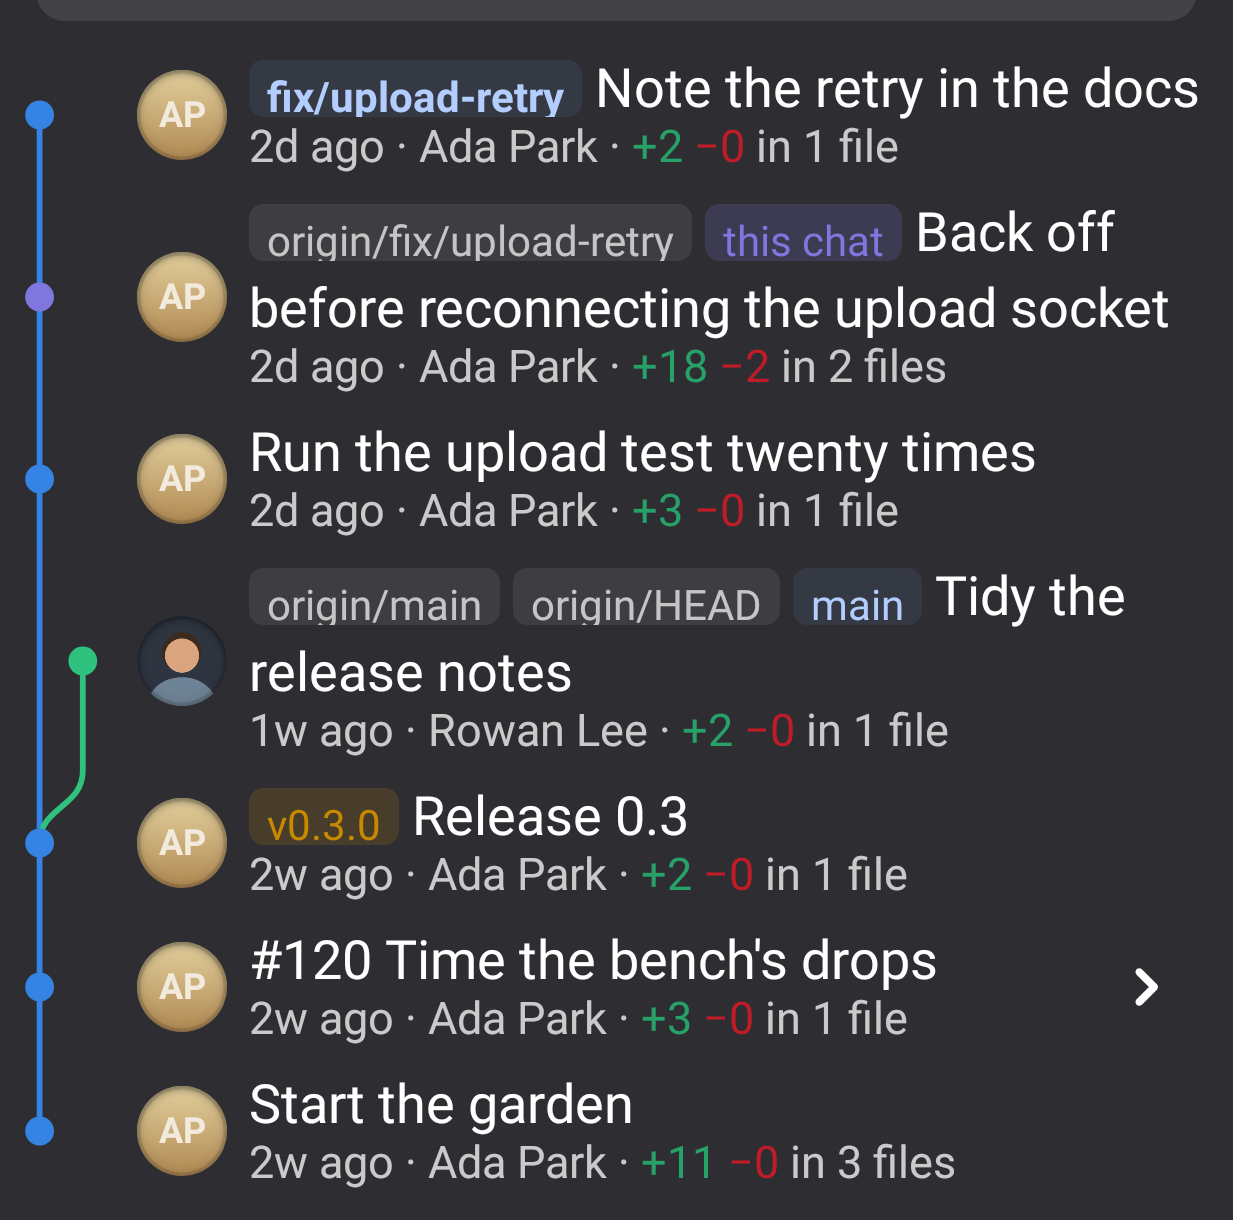 AP fix/upload-retry Note the retry in the docs
2d ago · Ada Park · +2 −0 in 1 file
origin/fix/upload-retry this chat Back off
AP before reconnecting the upload socket
2d ago · Ada Park · +18 −2 in 2 files
AP Run the upload test twenty times
2d ago · Ada Park · +3 −0 in 1 file
origin/main origin/HEAD main Tidy the
release notes
1w ago · Rowan Lee · +2 −0 in 1 file
AP v0.3.0 Release 0.3
2w ago · Ada Park · +2 −0 in 1 file
AP #120 Time the bench's drops
2w ago · Ada Park · +3 −0 in 1 file
AP Start the garden
2w ago · Ada Park · +11 −0 in 3 files